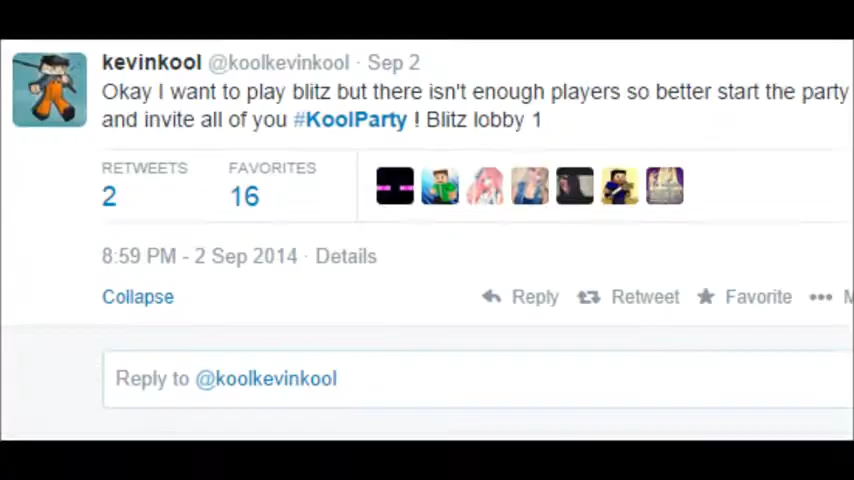 kevinkool @koolkevinkool · Sep 2
Okay I want to play blitz but there isn't enough players so better start the party
and invite all of you #KoolParty ! Blitz lobby 1
RETWEETS FAVORITES
2 16
8:59 PM - 2 Sep 2014 · Details
Collapse Reply Retweet Favorite ••• M
Reply to @koolkevinkool